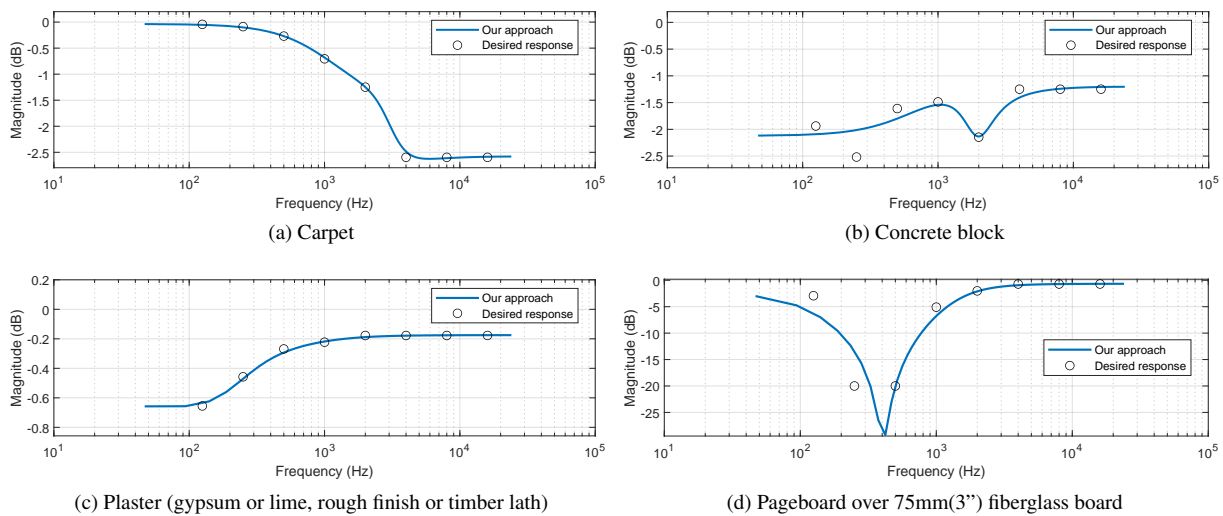 0
-0.5
-1
-1.5
-2
-2.5
Magnitude (dB)
Our approach
Desired response
10^1
10^2
10^3
10^4
10^5
Frequency (Hz)
(a) Carpet
0
-0.5
-1
-1.5
-2
-2.5
Magnitude (dB)
Our approach
Desired response
10^1
10^2
10^3
10^4
10^5
Frequency (Hz)
(b) Concrete block
0.2
0
-0.2
-0.4
-0.6
-0.8
Magnitude (dB)
Our approach
Desired response
10^1
10^2
10^3
10^4
10^5
Frequency (Hz)
(c) Plaster (gypsum or lime, rough finish or timber lath)
0
-5
-10
-15
-20
-25
Magnitude (dB)
Our approach
Desired response
10^1
10^2
10^3
10^4
10^5
Frequency (Hz)
(d) Pageboard over 75mm(3”) fiberglass board